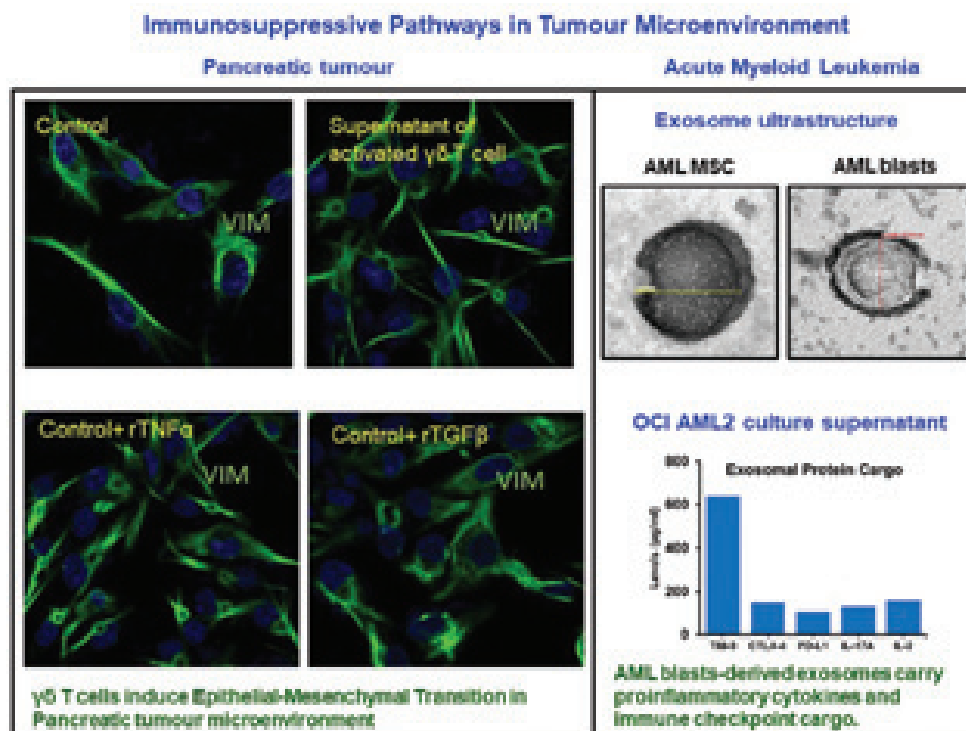 Immunosuppressive Pathways in Tumour Microenvironment
Pancreatic tumour
Control
VIM
Supernatant of
activated γδ T cell
VIM
Control+ rTNFα
VIM
Control+ rTGFβ
VIM
γδ T cells induce Epithelial-Mesenchymal Transition in
Pancreatic tumour microenvironment
Acute Myeloid Leukemia
Exosome ultrastructure
AML MSC
AML blasts
OCI AML2 culture supernatant
Exosomal Protein Cargo
800
600
400
200
0
CTLA-4
PD-L1
IL-17A
AML blasts-derived exosomes carry
proinflammatory cytokines and
immune checkpoint cargo.